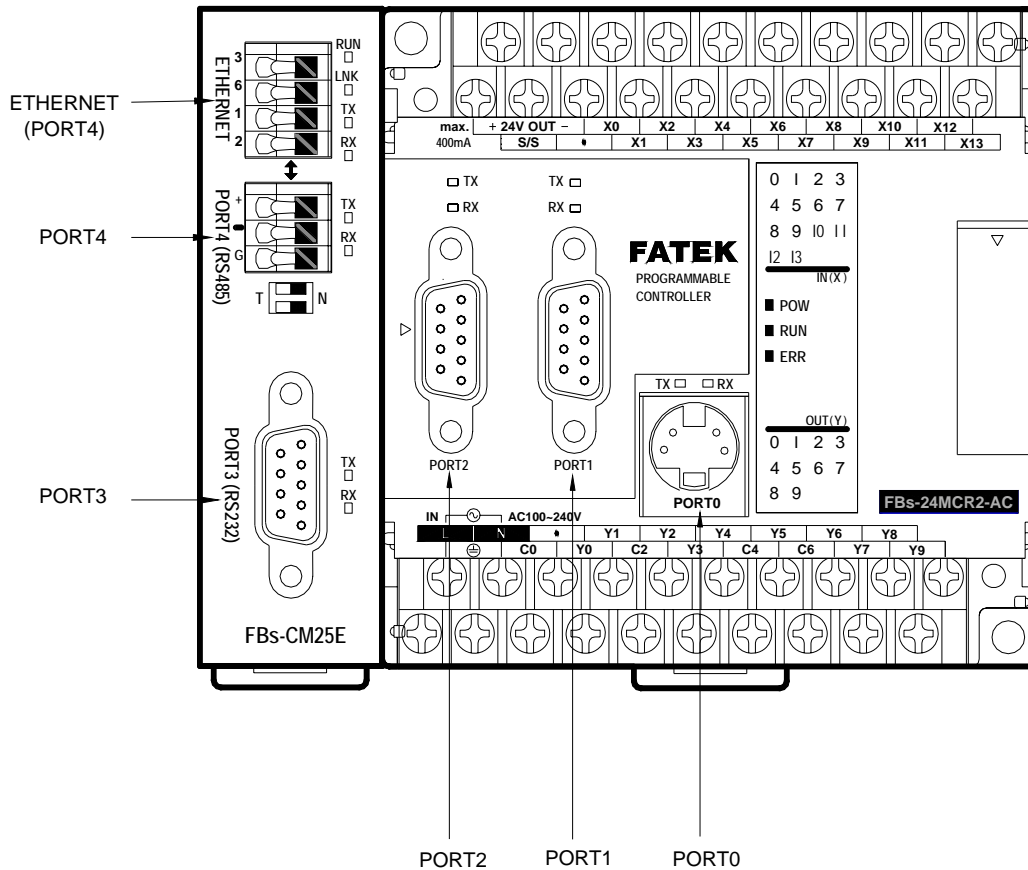 ETHERNET
(PORT4)
PORT4
PORT3
RUN
3
LNK
6
1
TX
2
RX
ETHERNET
+
TX
RX
G
PORT4 (RS485)
T N
PORT3 (RS232)
TX
RX
FBs-CM25E
max. + 24V OUT – X0 X2 X4 X6 X8 X10 X12
400mA S/S • X1 X3 X5 X7 X9 X11 X13
TX
RX
TX
RX
FATEK
PROGRAMMABLE
CONTROLLER
0 1 2 3
4 5 6 7
8 9 10 11
12 13
IN(X)
POW
RUN
ERR
TX RX
OUT(Y)
0 1 2 3
4 5 6 7
8 9
PORT2
PORT1
PORT0
FBs-24MCR2-AC
IN AC100~240V
L N • Y1 Y2 Y4 Y5 Y6 Y8
C0 Y0 C2 Y3 C4 C6 Y7 Y9
PORT2
PORT1
PORT0